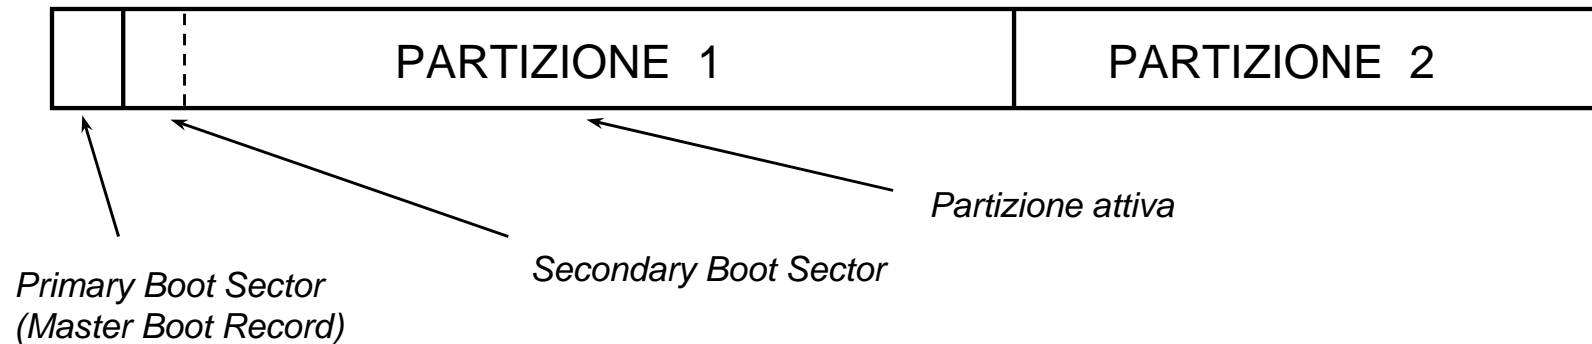 PARTIZIONE 1
PARTIZIONE 2
Partizione attiva
Secondary Boot Sector
Primary Boot Sector
(Master Boot Record)